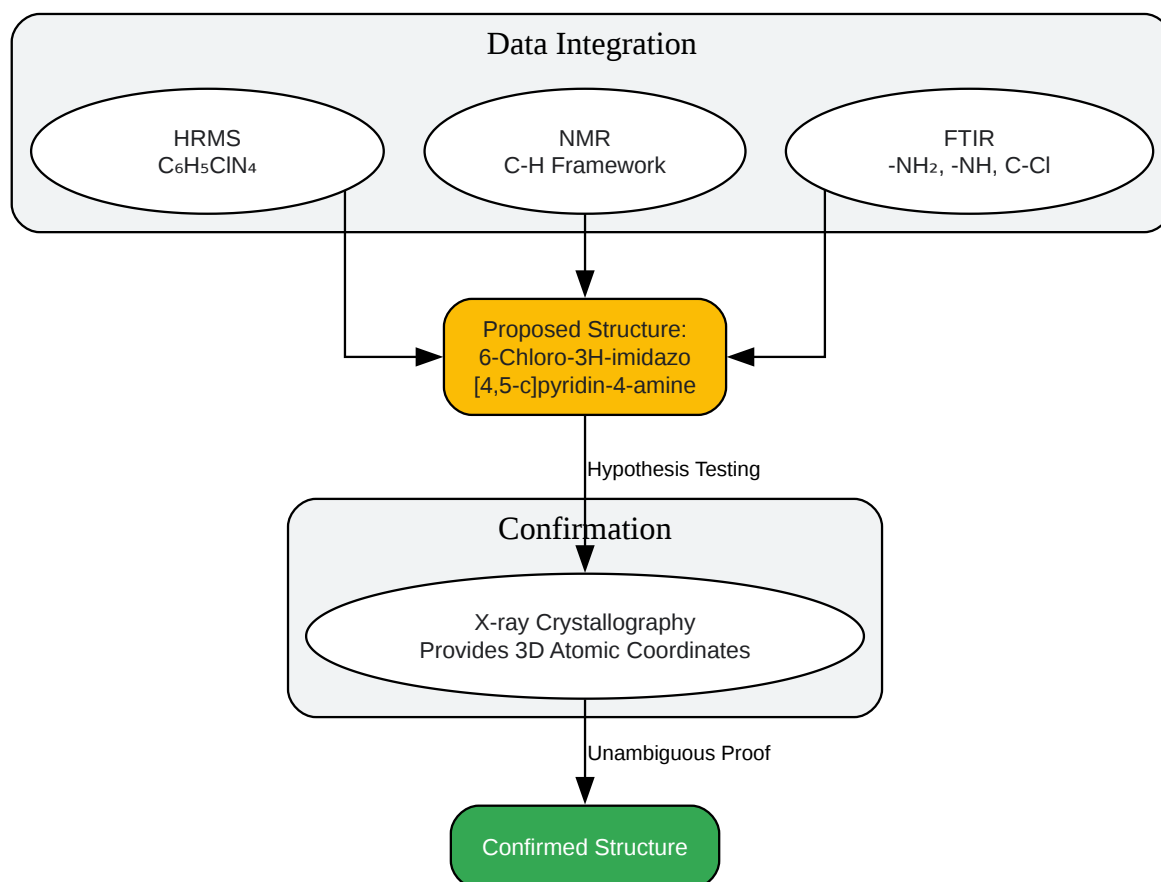 Data Integration
HRMS
C₆H₅ClN₄
NMR
C-H Framework
FTIR
-NH₂, -NH, C-Cl
Proposed Structure:
6-Chloro-3H-imidazo
[4,5-c]pyridin-4-amine
Hypothesis Testing
Confirmation
X-ray Crystallography
Provides 3D Atomic Coordinates
Unambiguous Proof
Confirmed Structure